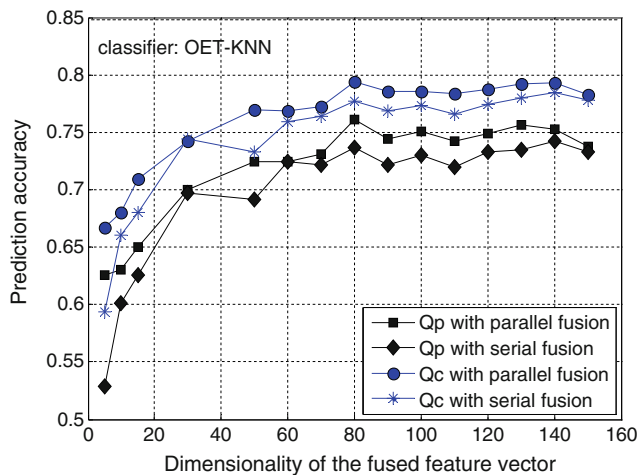 0.85
classifier: OET-KNN
0.8
0.75
0.7
0.65
0.6
0.55
0.5
Prediction accuracy
Qp with parallel fusion
Qp with serial fusion
Qc with parallel fusion
Qc with serial fusion
0 20 40 60 80 100 120 140 160
Dimensionality of the fused feature vector